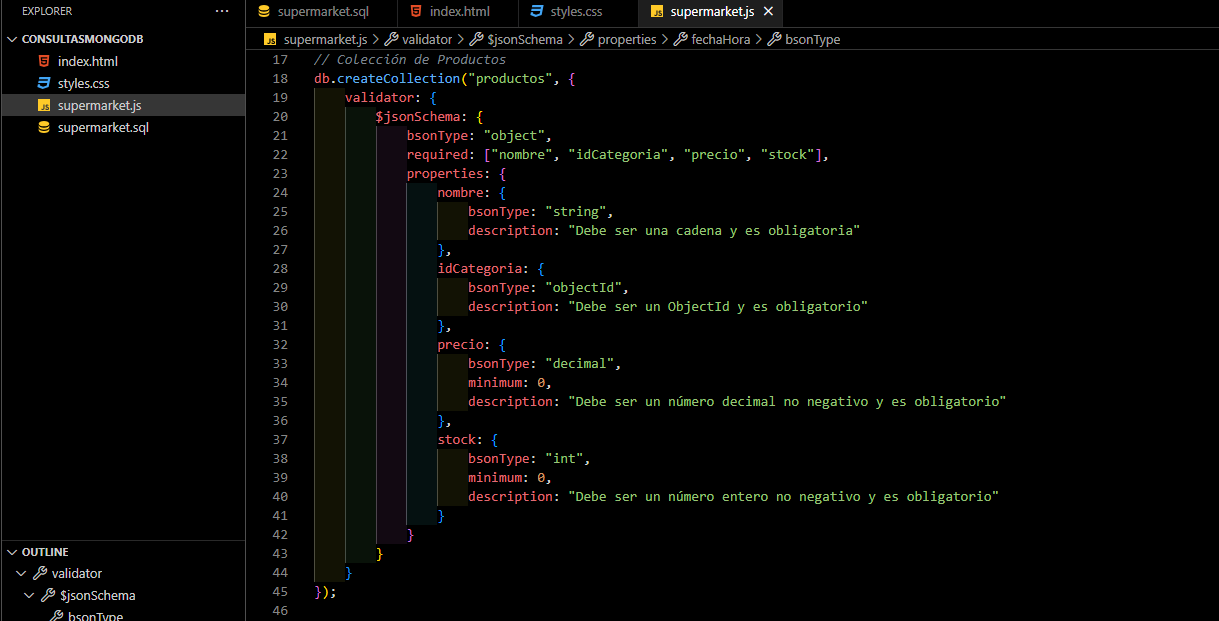 EXPLORER
···
CONSULTASMONGODB
index.html
styles.css
supermarket.js
supermarket.sql
OUTLINE
validator
$jsonSchema
bsonType
supermarket.sql
index.html
styles.css
supermarket.js
supermarket.js > validator > $jsonSchema > properties > fechaHora > bsonType
17 // Colección de Productos
18 db.createCollection("productos", {
19 validator: {
20 $jsonSchema: {
21 bsonType: "object",
22 required: ["nombre", "idCategoria", "precio", "stock"],
23 properties: {
24 nombre: {
25 bsonType: "string",
26 description: "Debe ser una cadena y es obligatoria"
27 },
28 idCategoria: {
29 bsonType: "objectId",
30 description: "Debe ser un ObjectId y es obligatorio"
31 },
32 precio: {
33 bsonType: "decimal",
34 minimum: 0,
35 description: "Debe ser un número decimal no negativo y es obligatorio"
36 },
37 stock: {
38 bsonType: "int",
39 minimum: 0,
40 description: "Debe ser un número entero no negativo y es obligatorio"
41 }
42 }
43 }
44 }
45 });
46